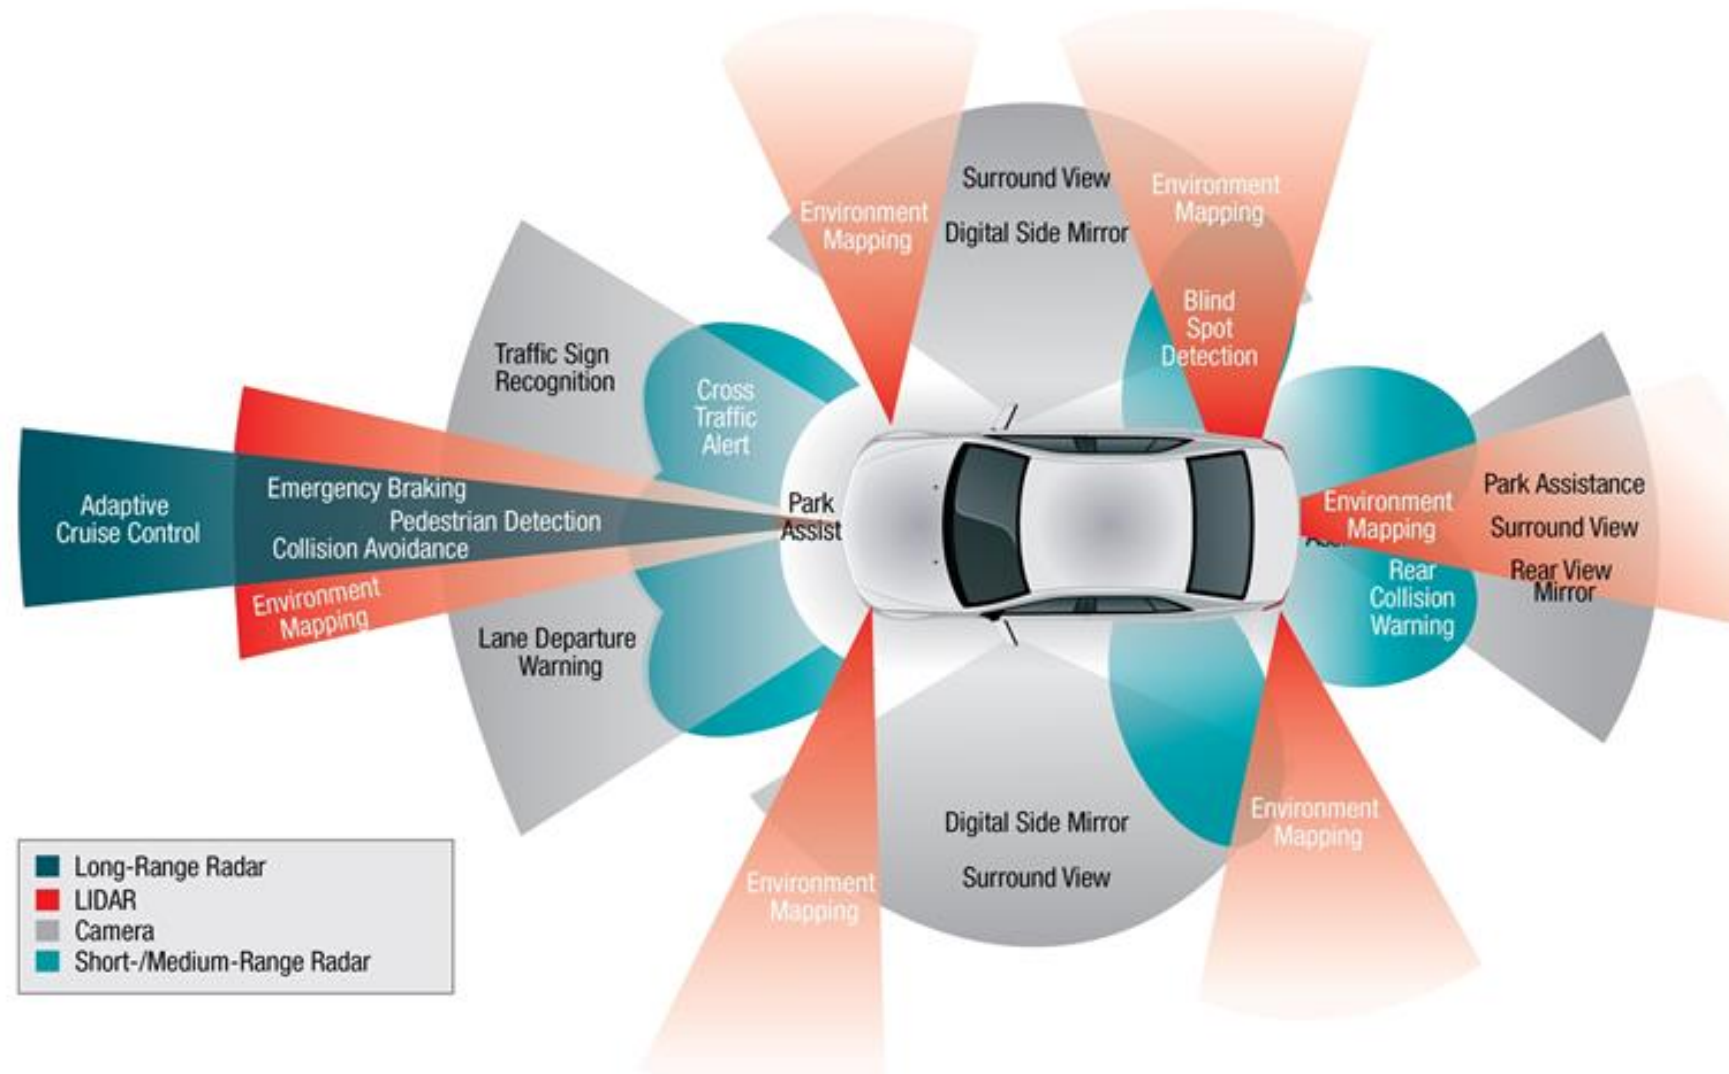 Environment
Mapping
Surround View
Digital Side Mirror
Environment
Mapping
Blind
Spot
Detection
Traffic Sign
Recognition
Cross
Traffic
Alert
Adaptive
Cruise Control
Emergency Braking
Pedestrian Detection
Collision Avoidance
Environment
Mapping
Park
Assist
Lane Departure
Warning
Environment
Mapping
Rear
Collision
Warning
Park Assistance
Surround View
Rear View
Mirror
Digital Side Mirror
Surround View
Environment
Mapping
Environment
Mapping
Long-Range Radar
LIDAR
Camera
Short-/Medium-Range Radar